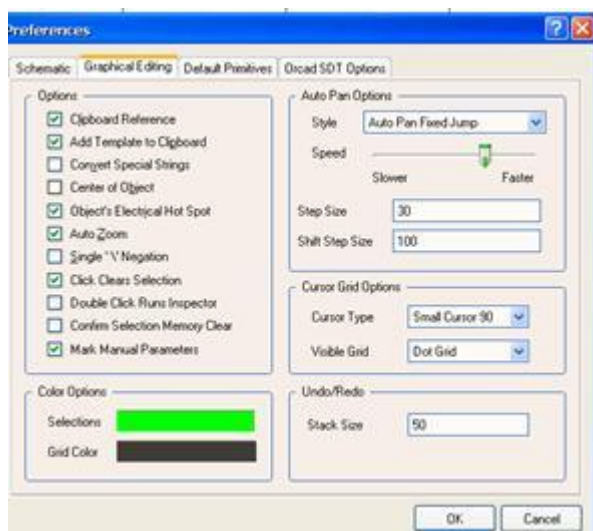 Preferences
Schematic Graphical Editing Default Primitives Orcad SDT Options
Options
Clipboard Reference
Add Template to Clipboard
Convert Special Strings
Center of Object
Object's Electrical Hot Spot
Auto Zoom
Single '\' Negation
Click Clears Selection
Double Click Runs Inspector
Confirm Selection Memory Clear
Mark Manual Parameters
Color Options
Selections
Grid Color
Auto Pan Options
Style Auto Pan Fixed Jump
Speed
Slower Faster
Step Size 30
Shift Step Size 100
Cursor Grid Options
Cursor Type Small Cursor 90
Visible Grid Dot Grid
Undo/Redo
Stack Size 50
OK Cancel